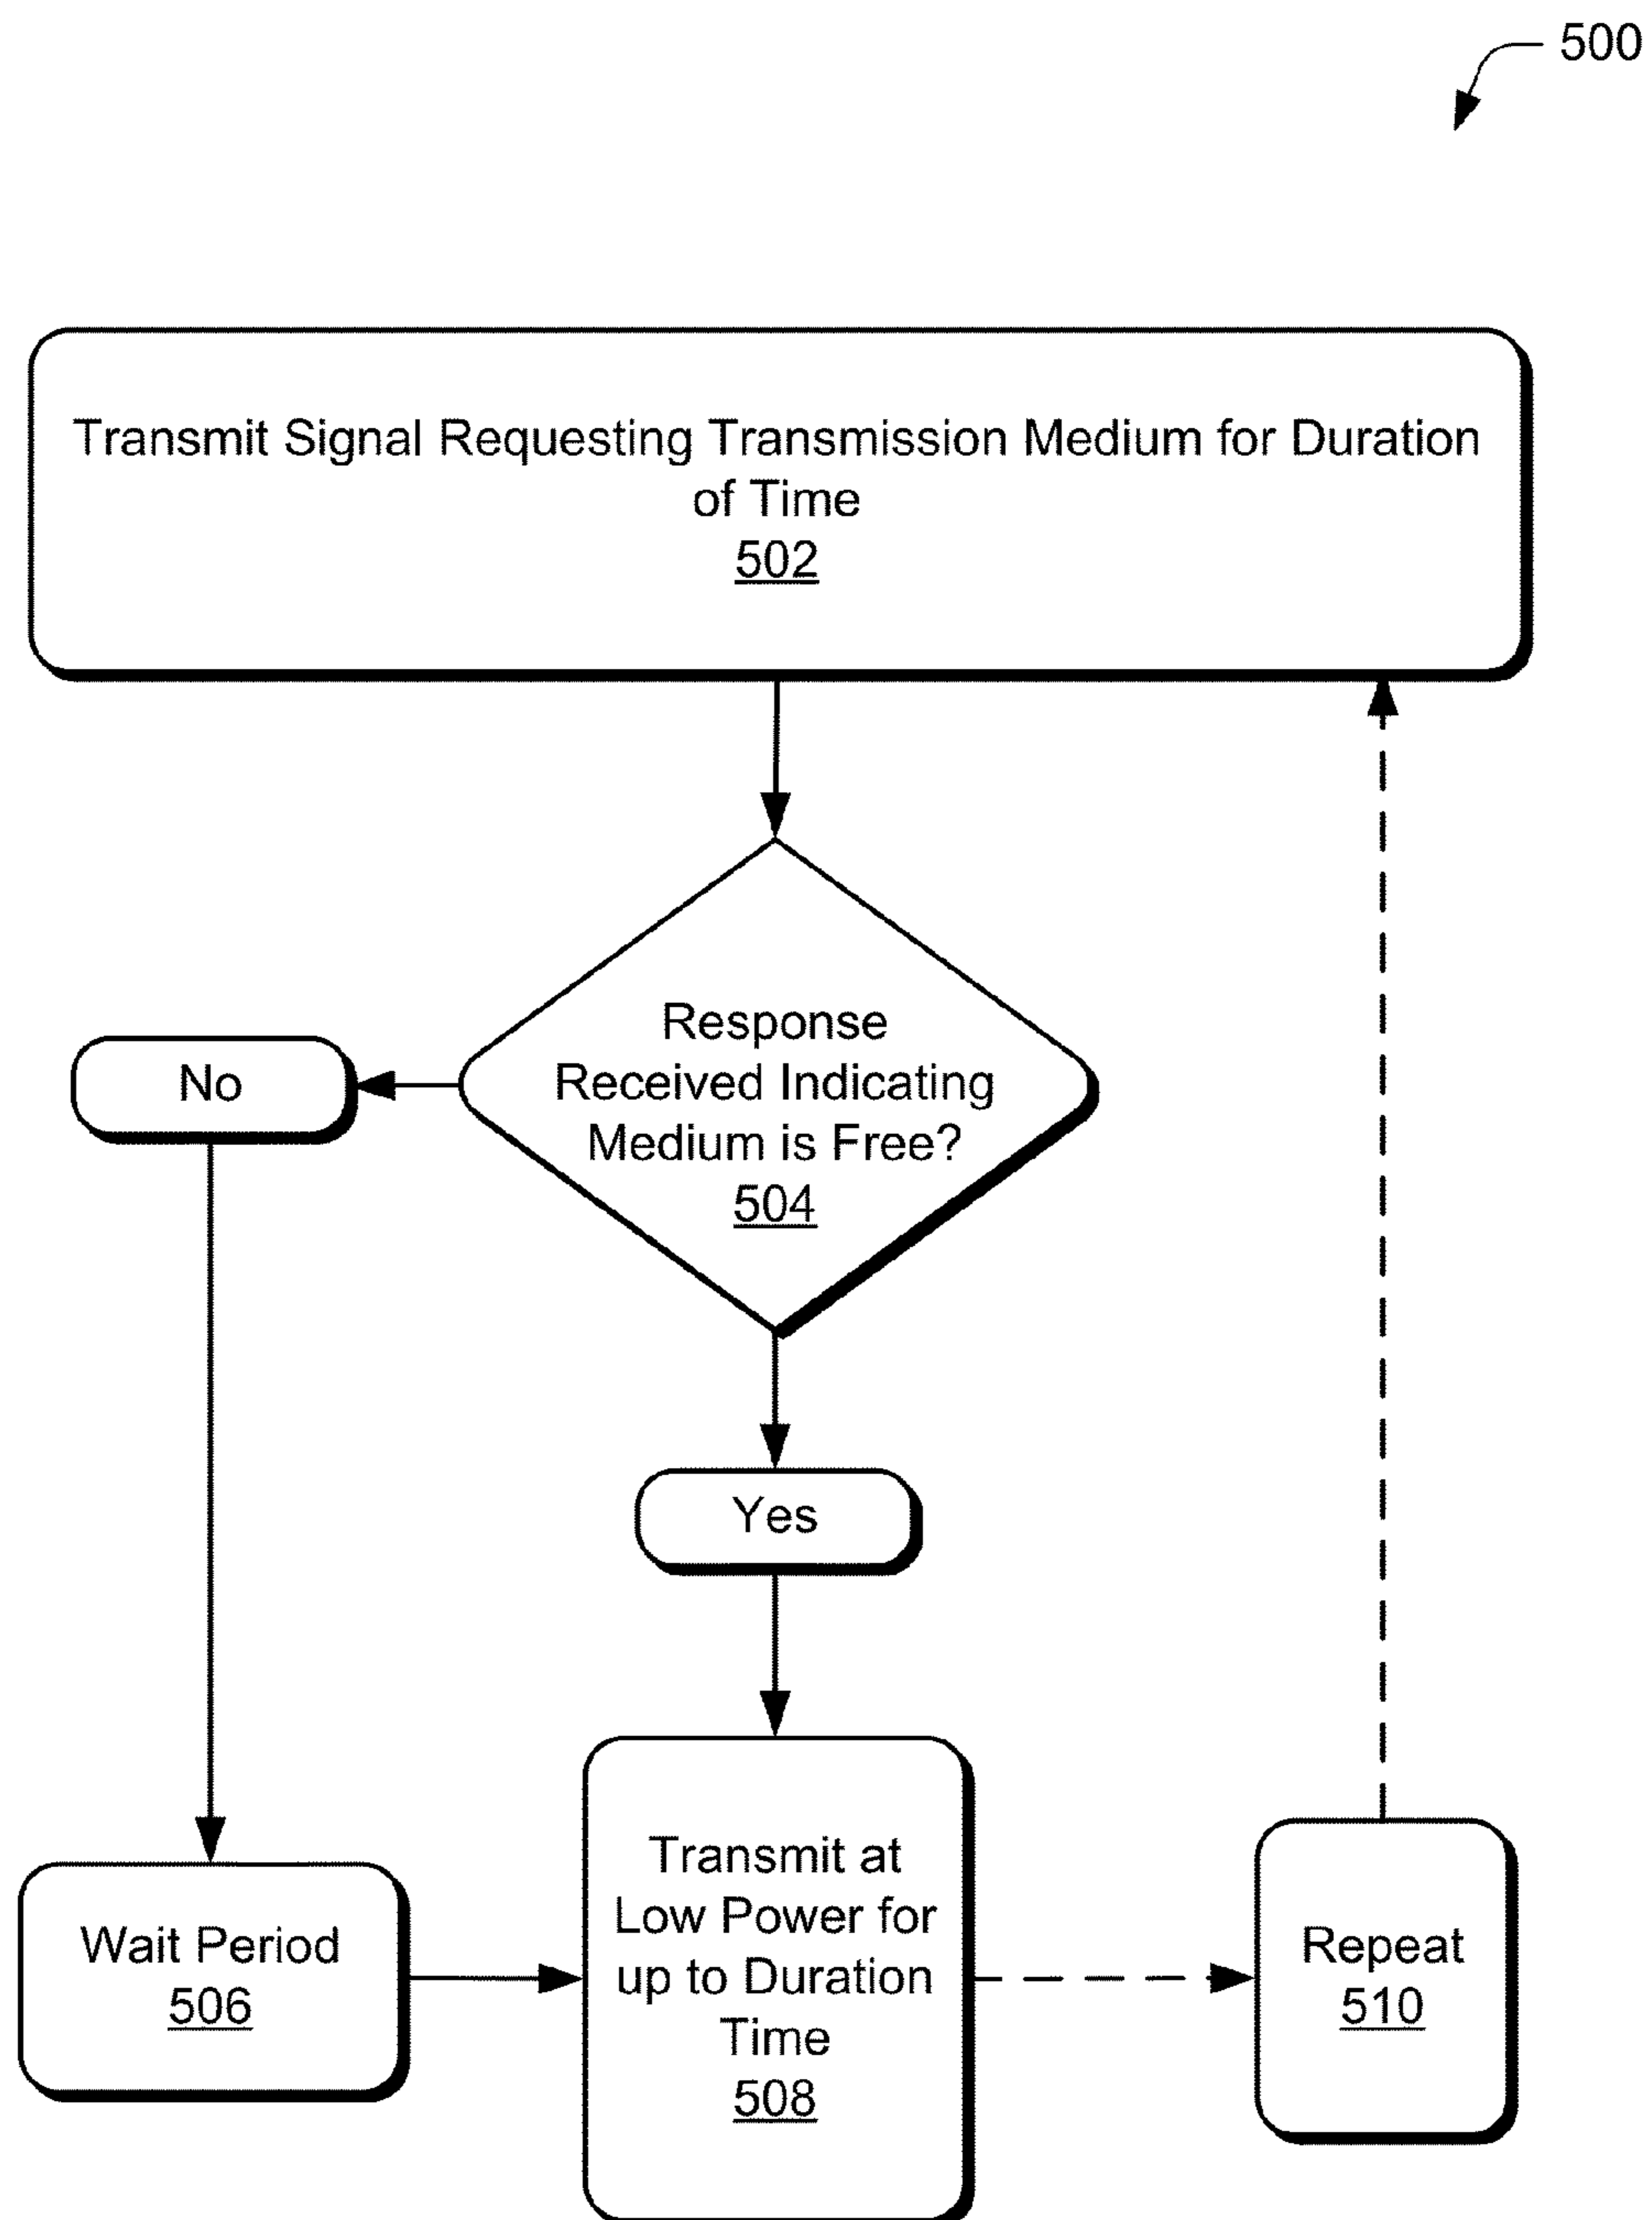 500
Transmit Signal Requesting Transmission Medium for Duration
of Time
502
Response
Received Indicating
Medium is Free?
504
No
Yes
Wait Period
506
Transmit at
Low Power for
up to Duration
Time
508
Repeat
510